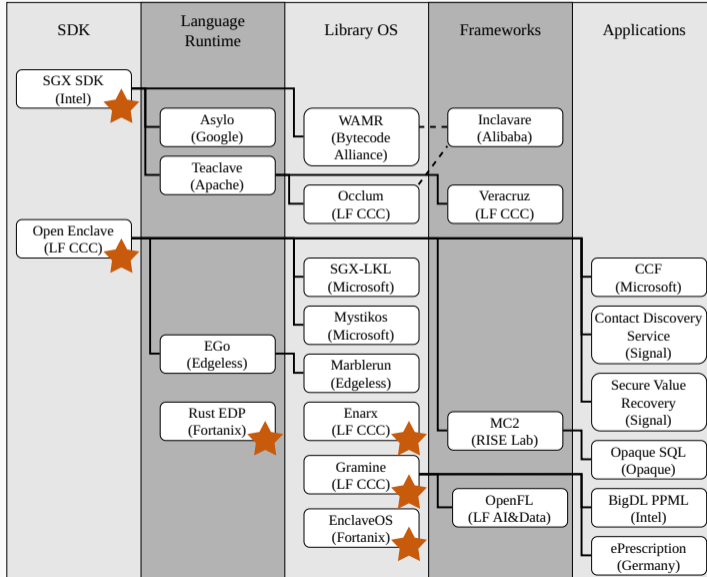 SDK
Language
Runtime
Library OS
Frameworks
Applications
SGX SDK
(Intel)
Asylo
(Google)
WAMR
(Bytecode
Alliance)
Inclavare
(Alibaba)
Teaclave
(Apache)
Occlum
(LF CCC)
Veracruz
(LF CCC)
Open Enclave
(LF CCC)
SGX-LKL
(Microsoft)
CCF
(Microsoft)
Mystikos
(Microsoft)
Contact Discovery
Service
(Signal)
EGo
(Edgeless)
Marblerun
(Edgeless)
Secure Value
Recovery
(Signal)
Rust EDP
(Fortanix)
Enarx
(LF CCC)
MC2
(RISE Lab)
Opaque SQL
(Opaque)
Gramine
(LF CCC)
OpenFL
(LF AI&Data)
BigDL PPML
(Intel)
EnclaveOS
(Fortanix)
ePrescription
(Germany)